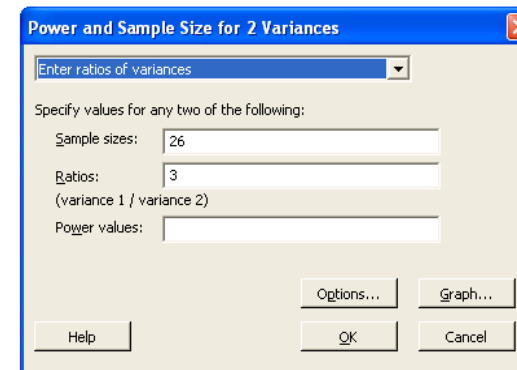 Power and Sample Size for 2 Variances
Enter ratios of variances
Specify values for any two of the following:
Sample sizes: 26
Ratios: 3
(variance 1 / variance 2)
Power values:
Options... Graph...
Help OK Cancel